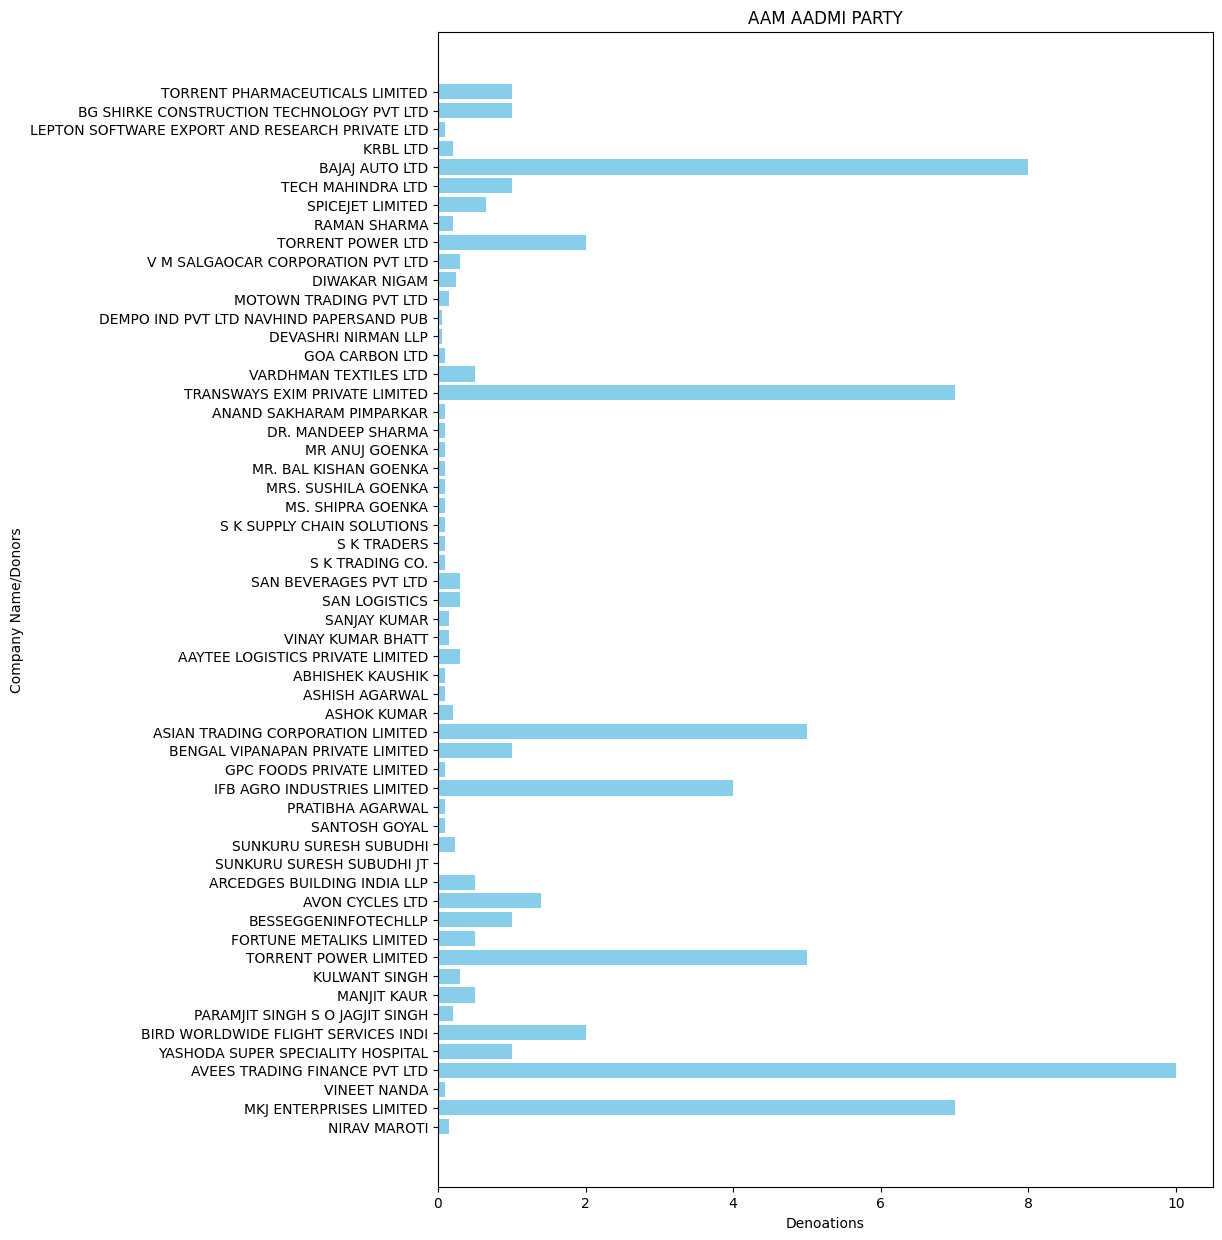 AAM AADMI PARTY
TORRENT PHARMACEUTICALS LIMITED
BG SHIRKE CONSTRUCTION TECHNOLOGY PVT LTD
LEPTON SOFTWARE EXPORT AND RESEARCH PRIVATE LTD
KRBL LTD
BAJAJ AUTO LTD
TECH MAHINDRA LTD
SPICEJET LIMITED
RAMAN SHARMA
TORRENT POWER LTD
V M SALGAOCAR CORPORATION PVT LTD
DIWAKAR NIGAM
MOTOWN TRADING PVT LTD
DEMPO IND PVT LTD NAVHIND PAPERSAND PUB
DEVASHRI NIRMAN LLP
GOA CARBON LTD
VARDHMAN TEXTILES LTD
TRANSWAYS EXIM PRIVATE LIMITED
ANAND SAKHARAM PIMPARKAR
DR. MANDEEP SHARMA
MR ANUJ GOENKA
MR. BAL KISHAN GOENKA
MRS. SUSHILA GOENKA
MS. SHIPRA GOENKA
S K SUPPLY CHAIN SOLUTIONS
S K TRADERS
S K TRADING CO.
SAN BEVERAGES PVT LTD
SAN LOGISTICS
SANJAY KUMAR
VINAY KUMAR BHATT
AAYTEE LOGISTICS PRIVATE LIMITED
ABHISHEK KAUSHIK
ASHISH AGARWAL
ASHOK KUMAR
ASIAN TRADING CORPORATION LIMITED
BENGAL VIPANAPAN PRIVATE LIMITED
GPC FOODS PRIVATE LIMITED
IFB AGRO INDUSTRIES LIMITED
PRATIBHA AGARWAL
SANTOSH GOYAL
SUNKURU SURESH SUBUDHI
SUNKURU SURESH SUBUDHI JT
ARCEDGES BUILDING INDIA LLP
AVON CYCLES LTD
BESSEGGENINFOTECHLLP
FORTUNE METALIKS LIMITED
TORRENT POWER LIMITED
KULWANT SINGH
MANJIT KAUR
PARAMJIT SINGH S O JAGJIT SINGH
BIRD WORLDWIDE FLIGHT SERVICES INDI
YASHODA SUPER SPECIALITY HOSPITAL
AVEES TRADING FINANCE PVT LTD
VINEET NANDA
MKJ ENTERPRISES LIMITED
NIRAV MAROTI
Company Name/Donors
0 2 4 6 8 10
Denoations